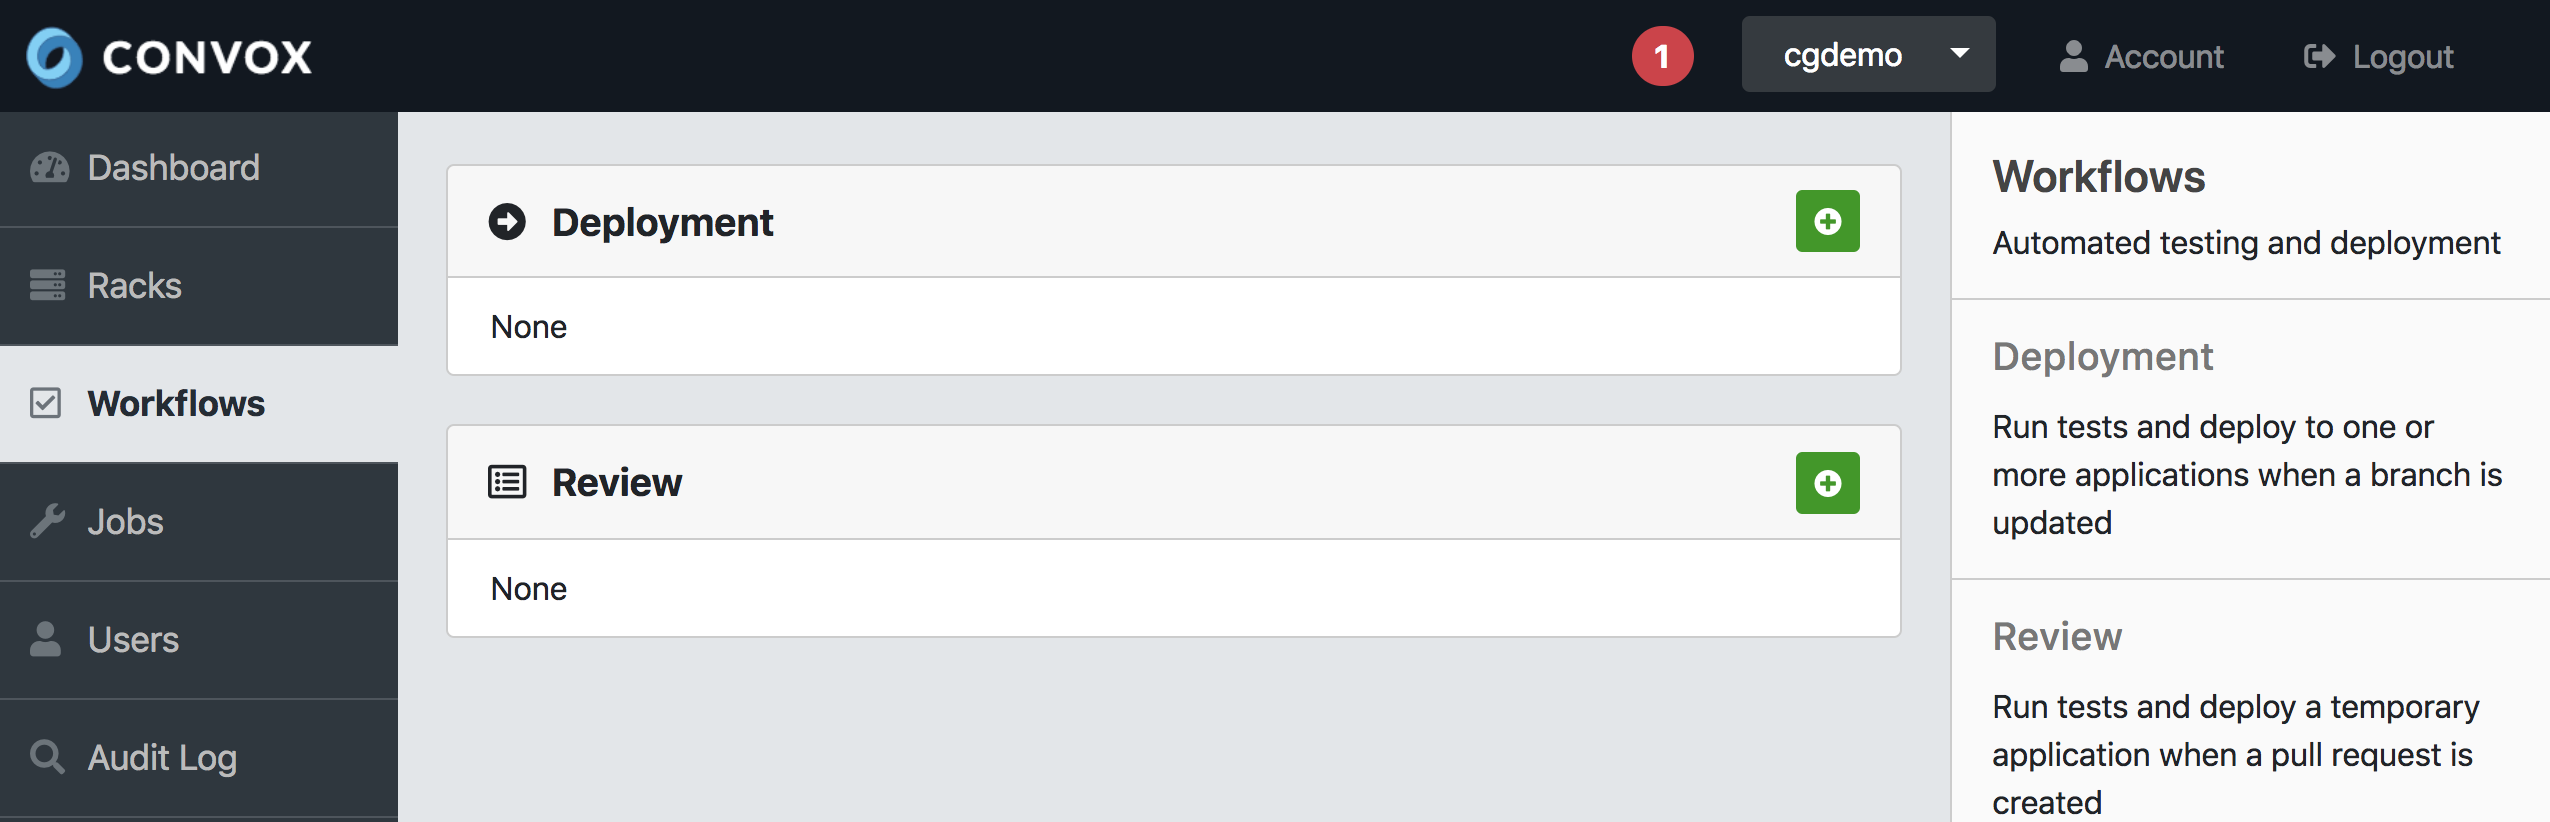 CONVOX
1
cgdemo
Account
Logout
Dashboard
Racks
Workflows
Jobs
Users
Audit Log
Deployment
None
Review
None
Workflows
Automated testing and deployment
Deployment
Run tests and deploy to one or
more applications when a branch is
updated
Review
Run tests and deploy a temporary
application when a pull request is
created